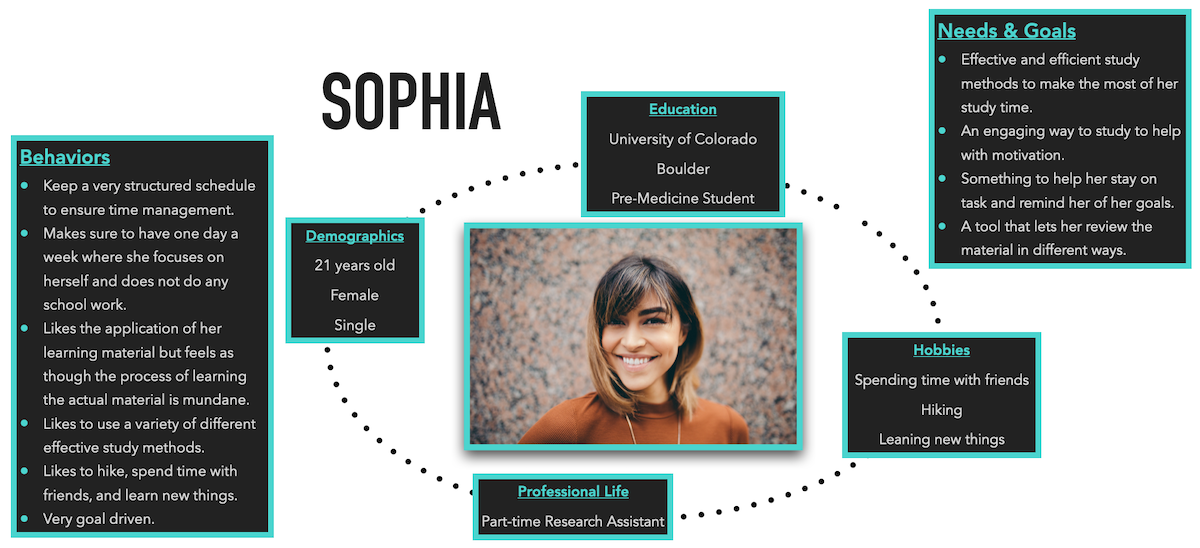 SOPHIA
Behaviors
Keep a very structured schedule
to ensure time management.
Makes sure to have one day a
week where she focuses on
herself and does not do any
school work.
Likes the application of her
learning material but feels as
though the process of learning
the actual material is mundane.
Likes to use a variety of different
effective study methods.
Likes to hike, spend time with
friends, and learn new things.
Very goal driven.
Demographics
21 years old
Female
Single
Education
University of Colorado
Boulder
Pre-Medicine Student
Professional Life
Part-time Research Assistant
Hobbies
Spending time with friends
Hiking
Leaning new things
Needs & Goals
Effective and efficient study
methods to make the most of her
study time.
An engaging way to study to help
with motivation.
Something to help her stay on
task and remind her of her goals.
A tool that lets her review the
material in different ways.